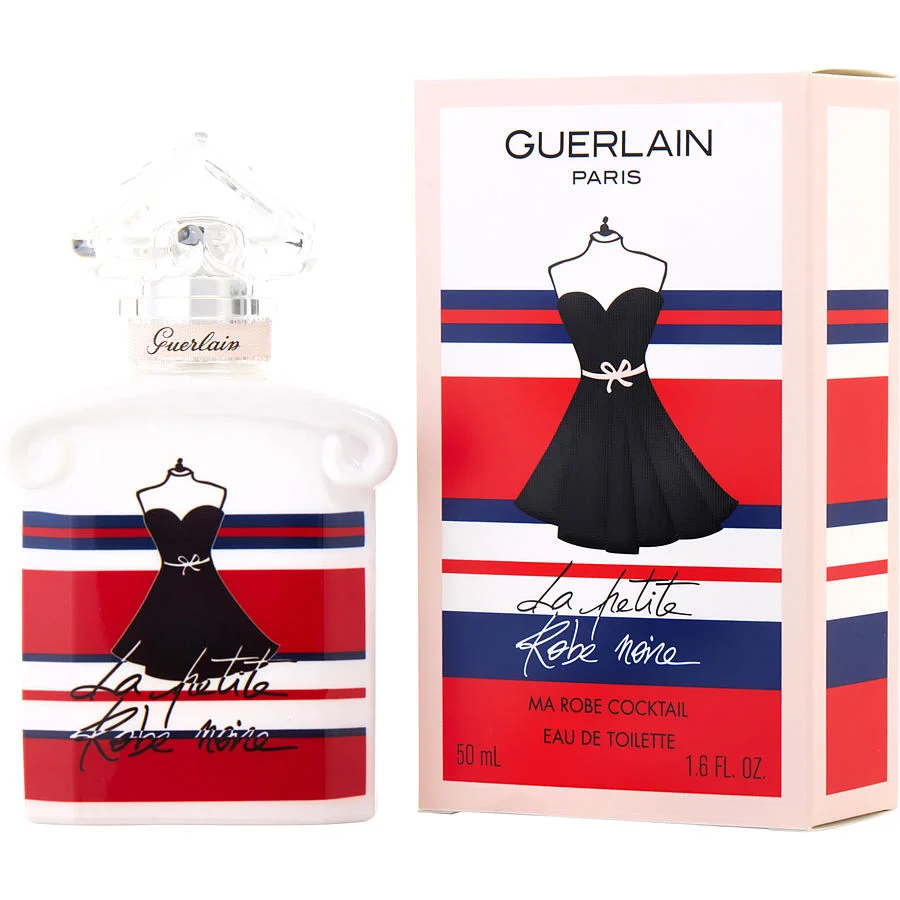 Guerlain
La petite
Robe noire
GUERLAIN
PARIS
La petite
Robe noire
MA ROBE COCKTAIL
EAU DE TOILETTE
50 mL
1.6 FL. OZ.